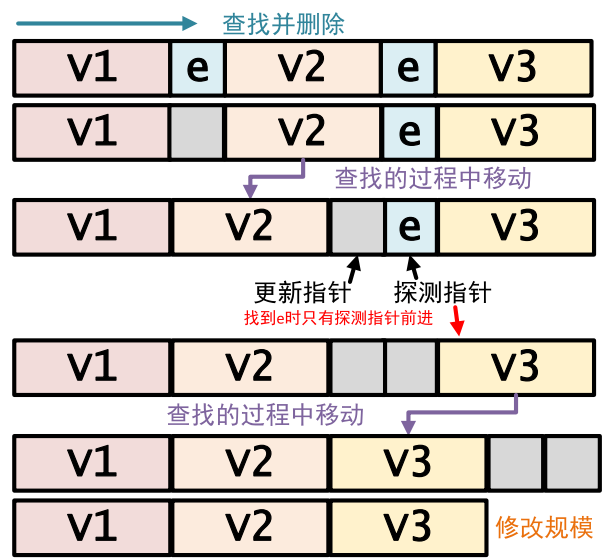 查找并删除
V1 e V2 e V3
V1 V2 e V3
查找的过程中移动
V1 V2 e V3
更新指针 探测指针
找到e时只有探测指针前进
V1 V2 V3
查找的过程中移动
V1 V2 V3
V1 V2 V3 修改规模